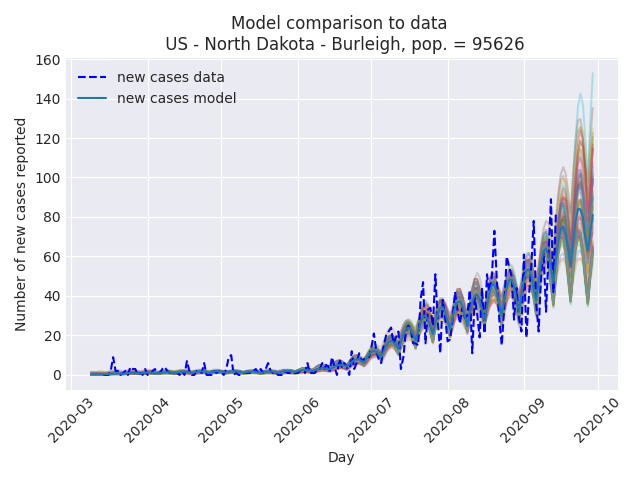 Model comparison to data
US - North Dakota - Burleigh, pop. = 95626
new cases data
new cases model
Number of new cases reported
160
140
120
100
80
60
40
20
0
2020-03
2020-04
2020-05
2020-06
2020-07
2020-08
2020-09
2020-10
Day